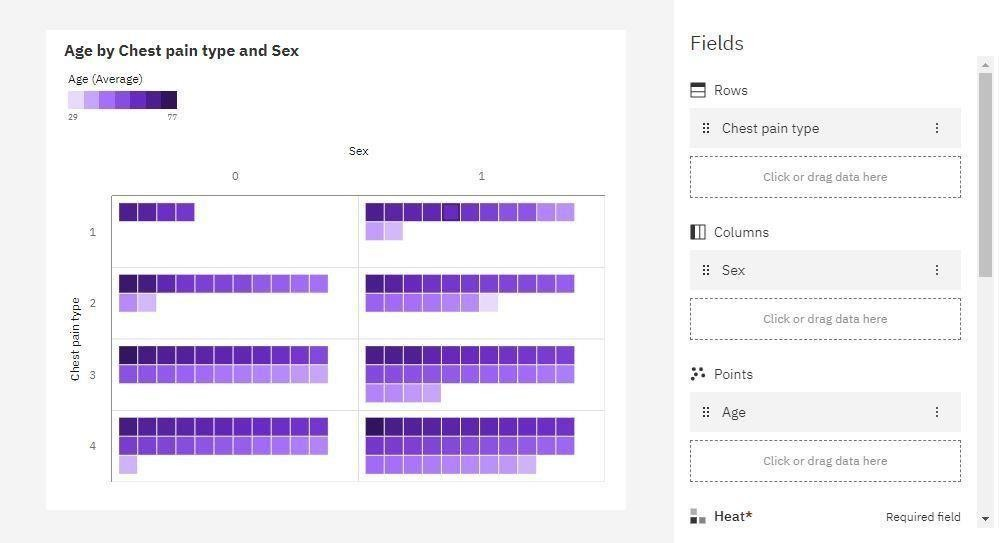 Age by Chest pain type and Sex
Age (Average)
29 77
Sex
0 1
Chest pain type
1
2
3
4
Fields
Rows
Chest pain type
Click or drag data here
Columns
Sex
Click or drag data here
Points
Age
Click or drag data here
Heat* Required field